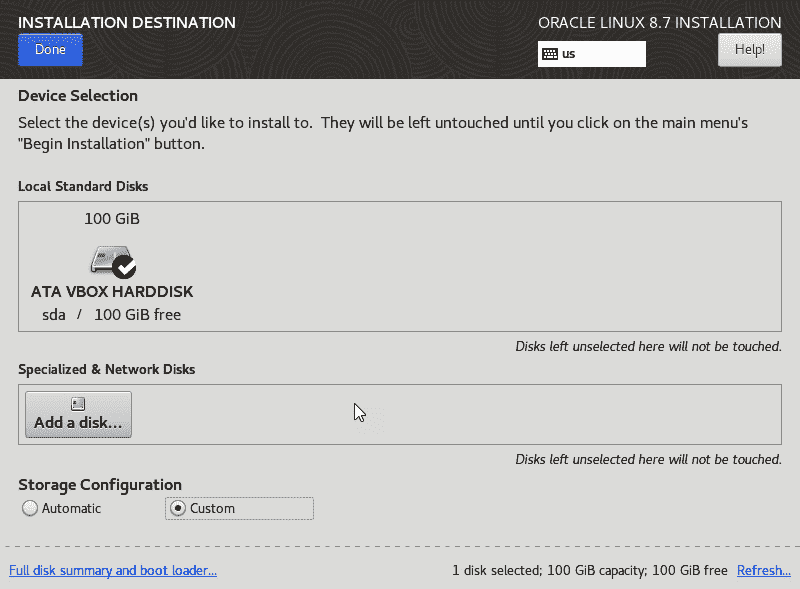 INSTALLATION DESTINATION
ORACLE LINUX 8.7 INSTALLATION
Done
us
Help!
Device Selection
Select the device(s) you'd like to install to.  They will be left untouched until you click on the main menu's
"Begin Installation" button.
Local Standard Disks
100 GiB
ATA VBOX HARDDISK
sda / 100 GiB free
Disks left unselected here will not be touched.
Specialized & Network Disks
Add a disk...
Disks left unselected here will not be touched.
Storage Configuration
Automatic
Custom
Full disk summary and boot loader...
1 disk selected; 100 GiB capacity; 100 GiB free
Refresh...